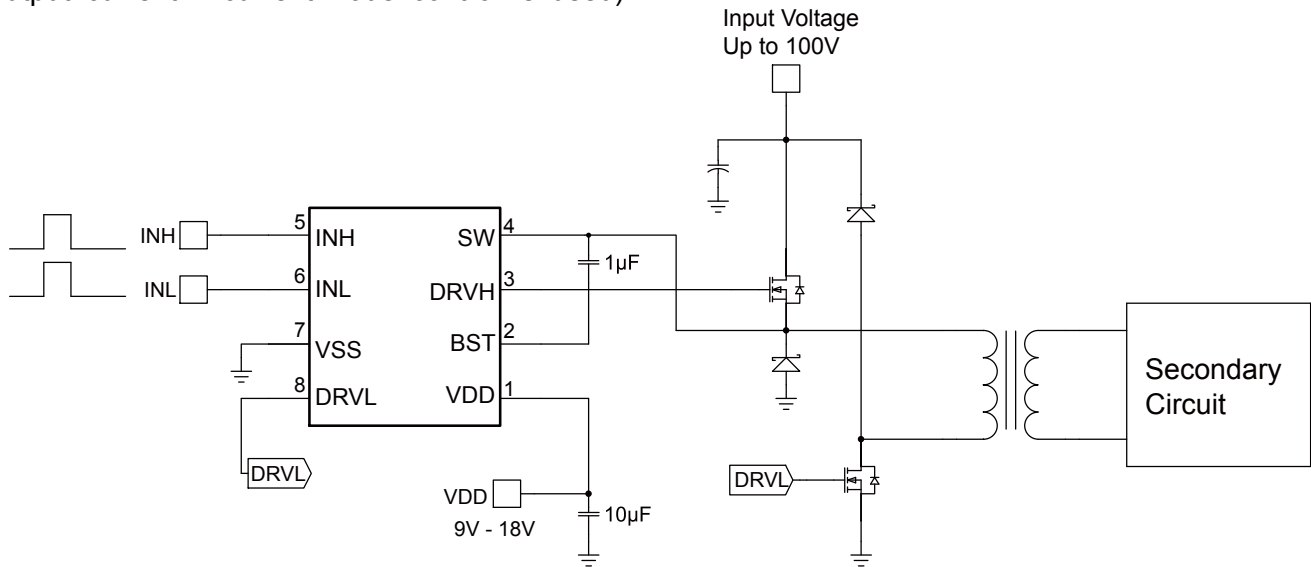 Input Voltage
Up to 100V
INH
5
INH
SW
4
1µF
INL
6
INL
DRVH
3
7
VSS
BST
2
8
DRVL
VDD
1
DRVL
VDD
9V - 18V
10µF
DRVL
Secondary
Circuit